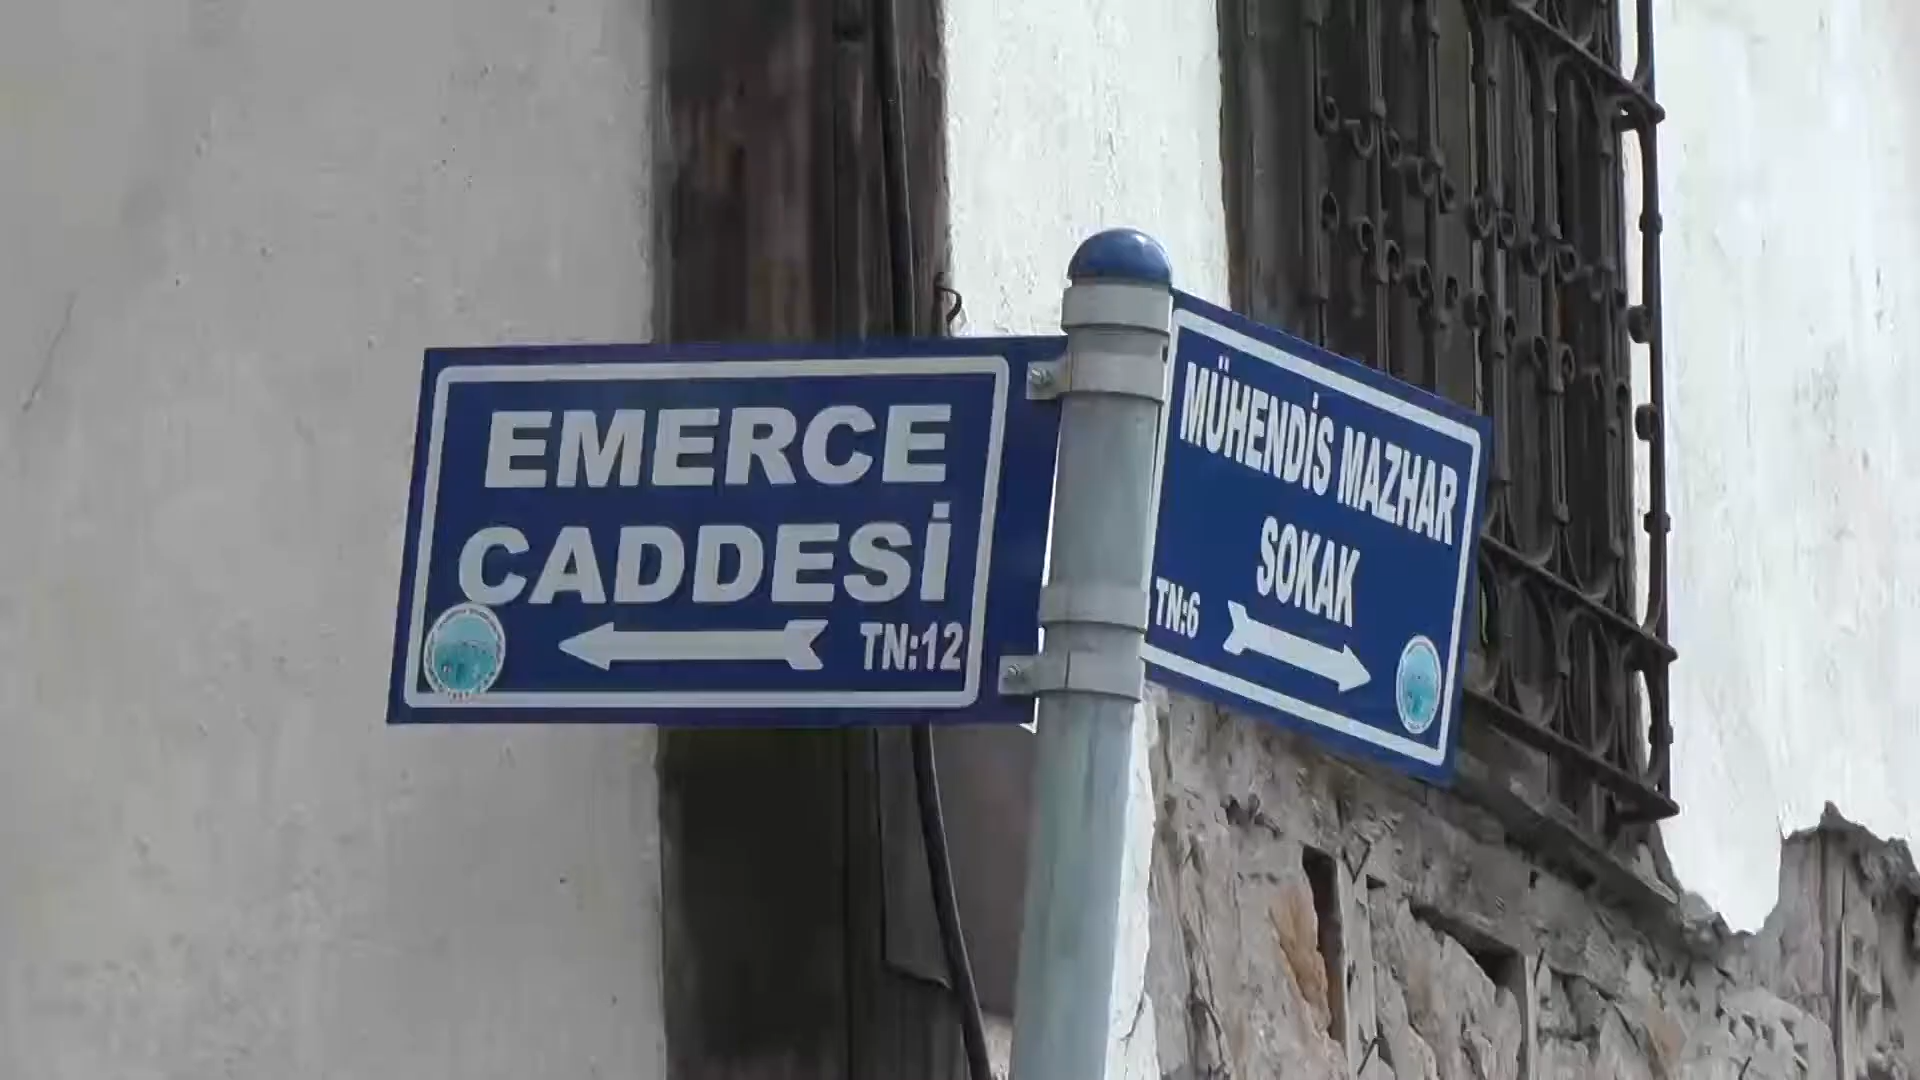 EMERCE
CADDESİ
TN:12
MÜHENDİS MAZHAR
SOKAK
TN:6